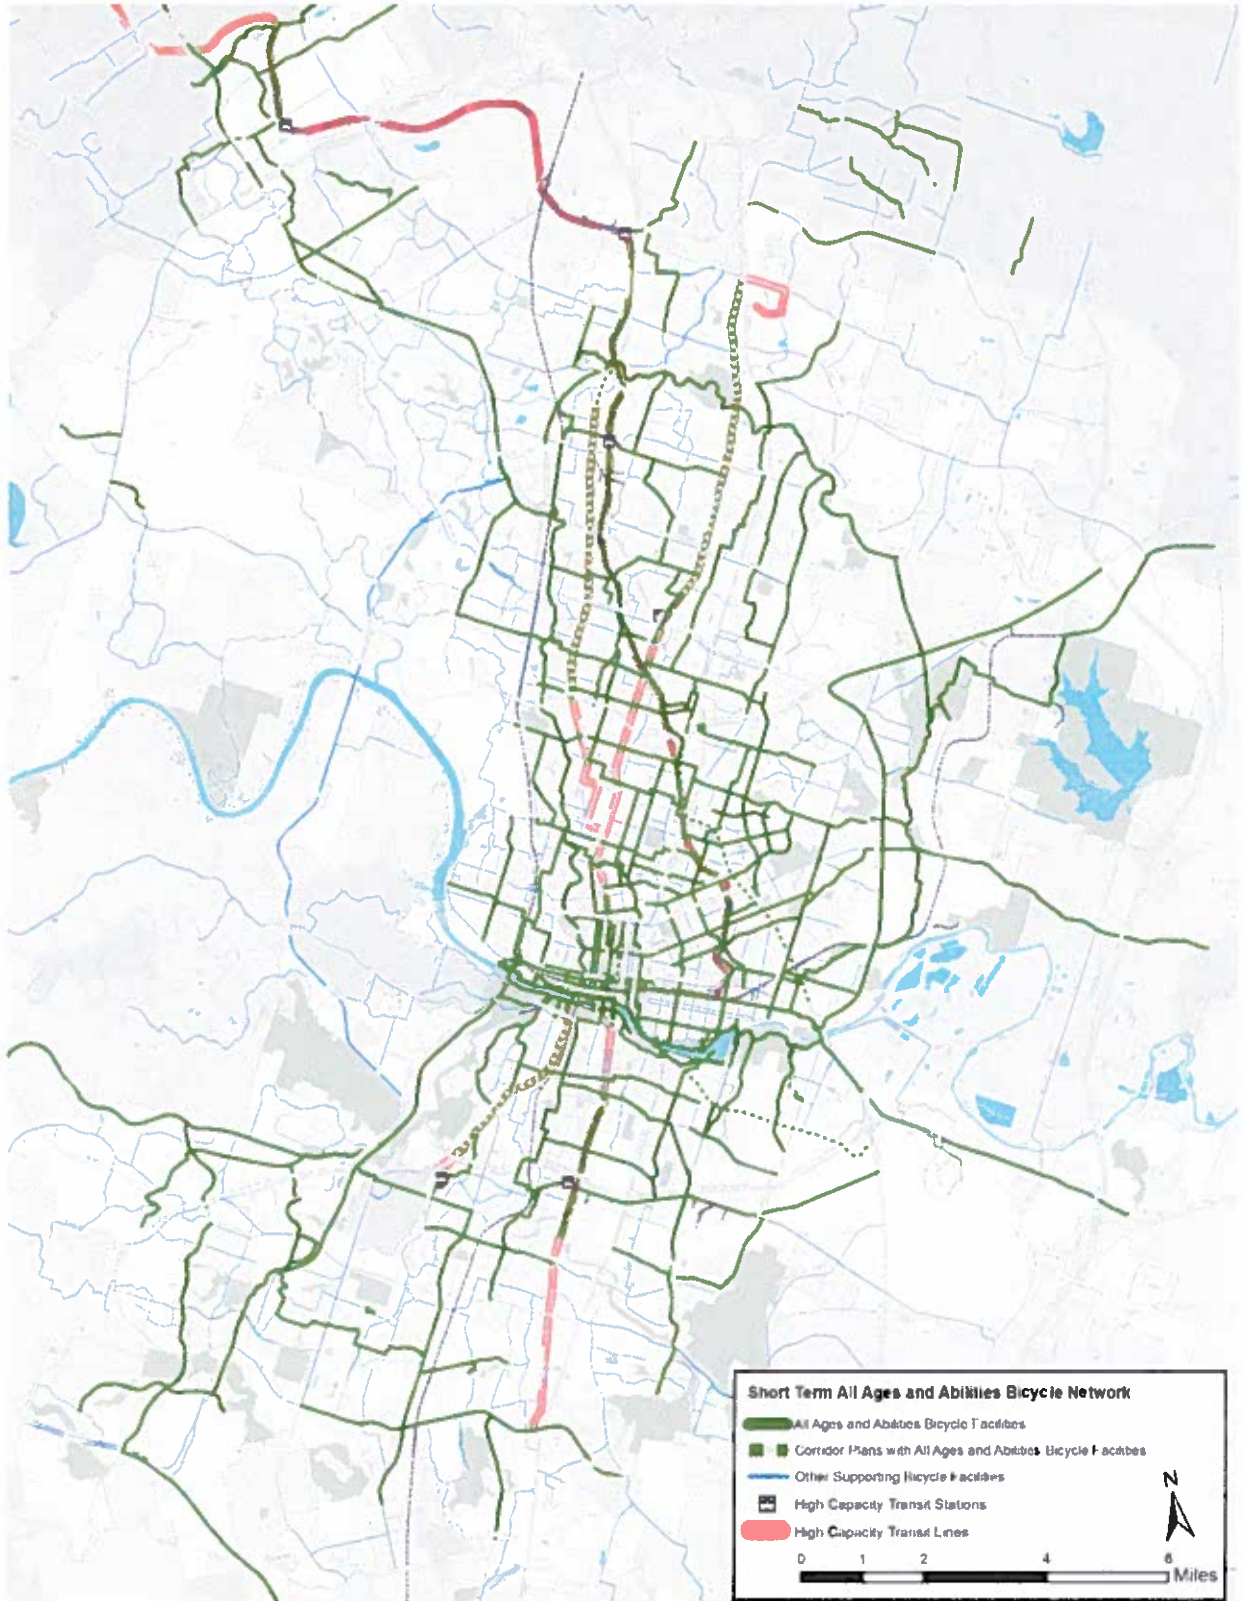 Short Term All Ages and Abilities Bicycle Network
All Ages and Abilities Bicycle Facilities
Corridor Plans with All Ages and Abilities Bicycle Facilities
Other Supporting Bicycle Facilities
High Capacity Transit Stations
High Capacity Transit Lines
N
0 1 2 4 6
Miles